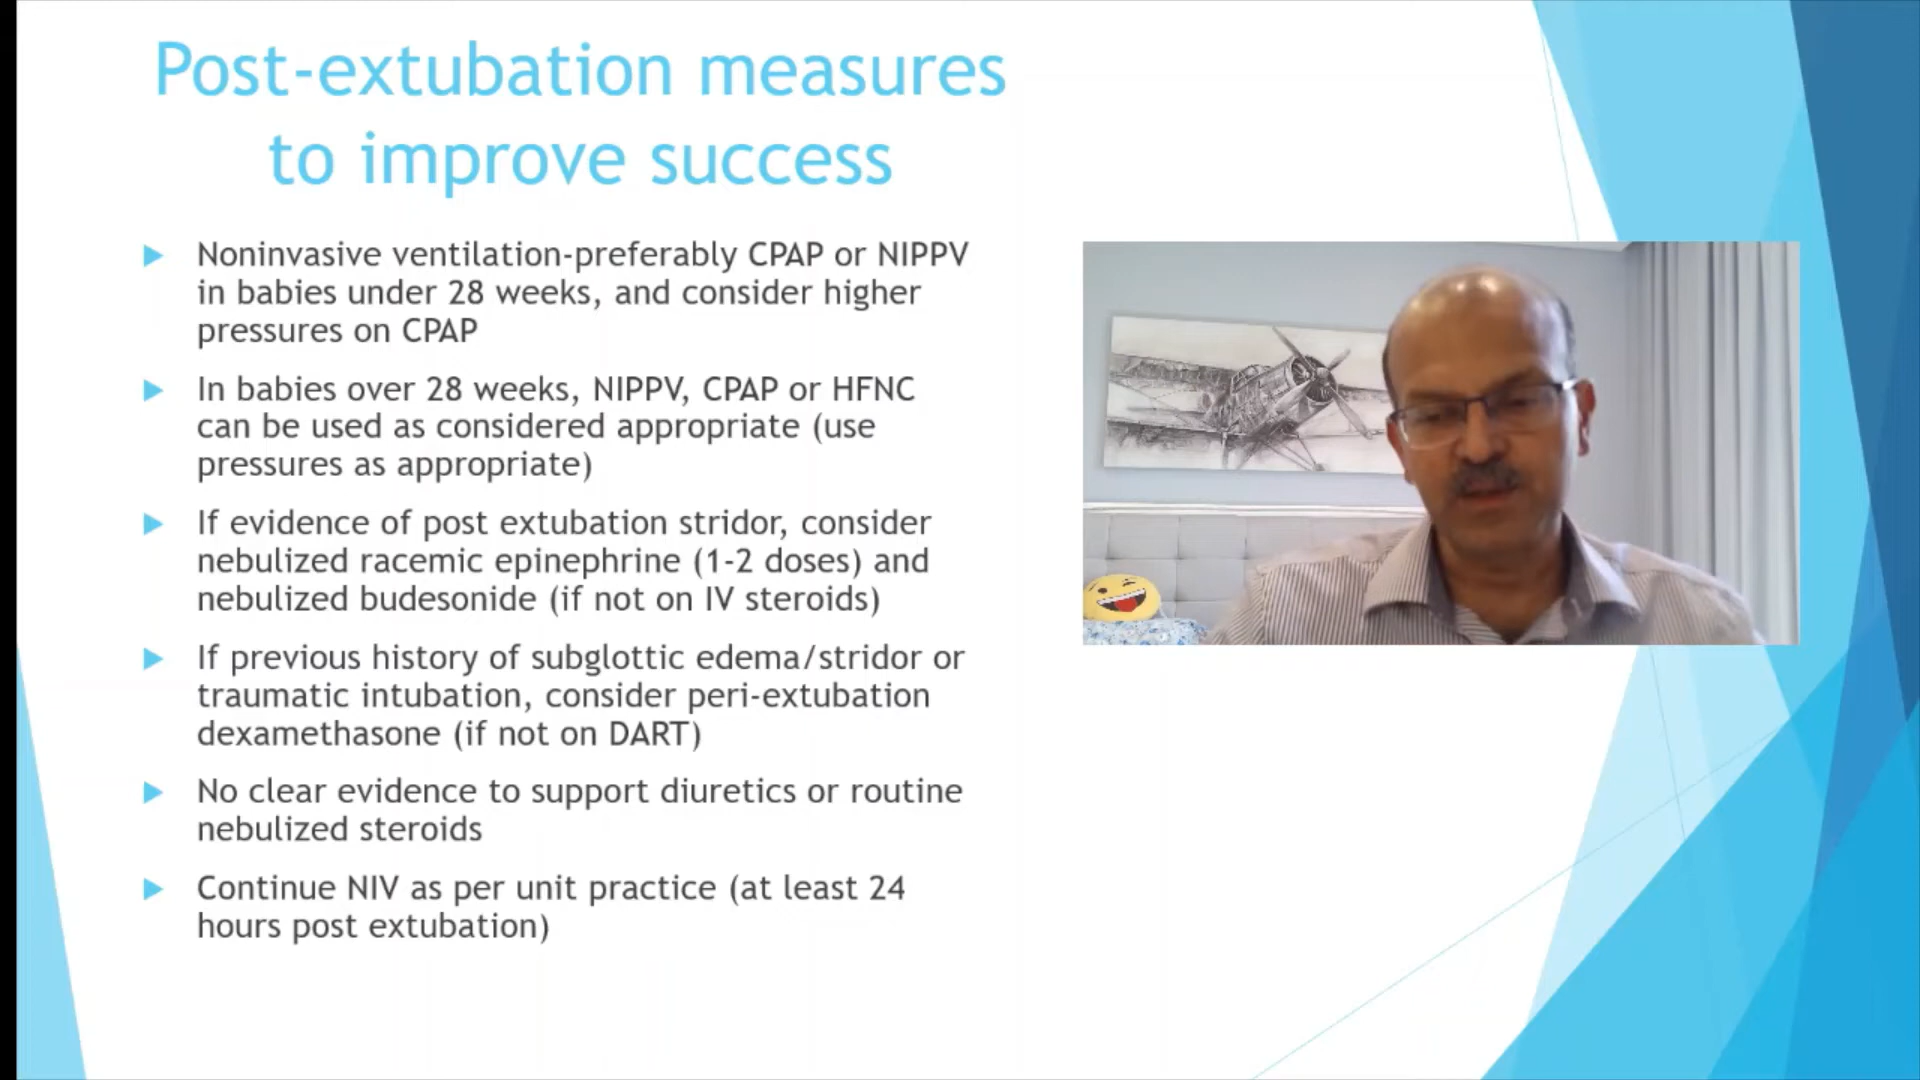 Post-extubation measures
to improve success
Noninvasive ventilation-preferably CPAP or NIPPV
in babies under 28 weeks, and consider higher
pressures on CPAP
In babies over 28 weeks, NIPPV, CPAP or HFNC
can be used as considered appropriate (use
pressures as appropriate)
If evidence of post extubation stridor, consider
nebulized racemic epinephrine (1-2 doses) and
nebulized budesonide (if not on IV steroids)
If previous history of subglottic edema/stridor or
traumatic intubation, consider peri-extubation
dexamethasone (if not on DART)
No clear evidence to support diuretics or routine
nebulized steroids
Continue NIV as per unit practice (at least 24
hours post extubation)